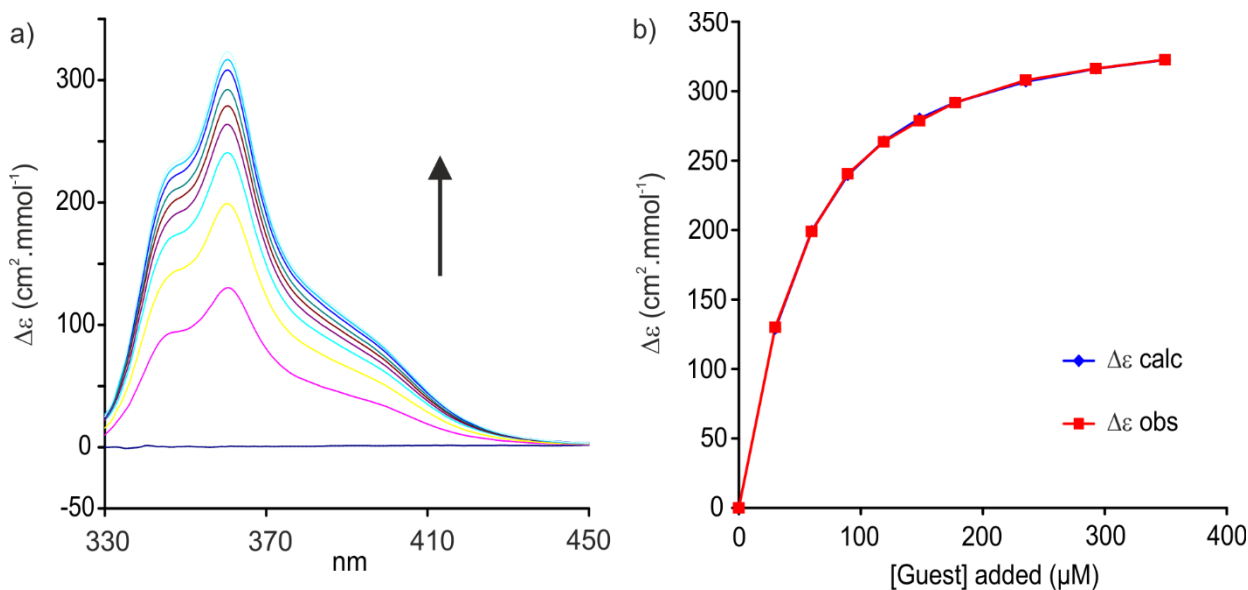 a)
Δε (cm².mmol⁻¹)
300
200
100
0
-50
330
370
410
450
nm
b)
Δε (cm².mmol⁻¹)
350
300
250
200
150
100
50
0
0
100
200
300
400
[Guest] added (µM)
Δε calc
Δε obs